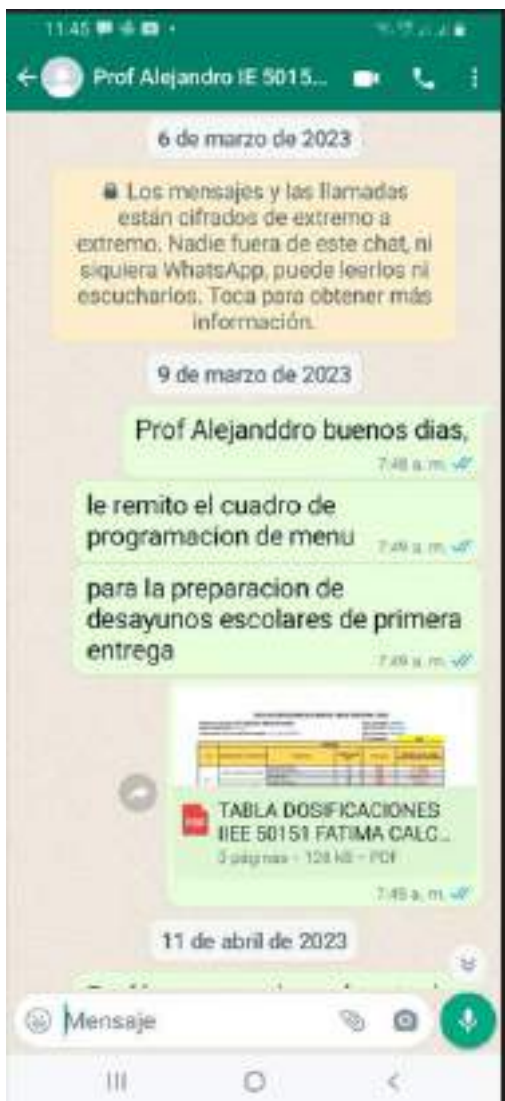 11:45
Prof Alejandro IE 5015...
6 de marzo de 2023
Los mensajes y las llamadas
están cifrados de extremo a
extremo. Nadie fuera de este chat, ni
siquiera WhatsApp, puede leerlos ni
escucharlos. Toca para obtener más
información.
9 de marzo de 2023
Prof Alejanddro buenos dias,
7:48 a. m.
le remito el cuadro de
programacion de menu
7:49 a. m.
para la preparacion de
desayunos escolares de primera
entrega
7:49 a. m.
TABLA DOSIFICACIONES
IIEE 50151 FATIMA CALC...
páginas • 128 kB • PDF
a. m.
11 de abril de 2023
Mensaje